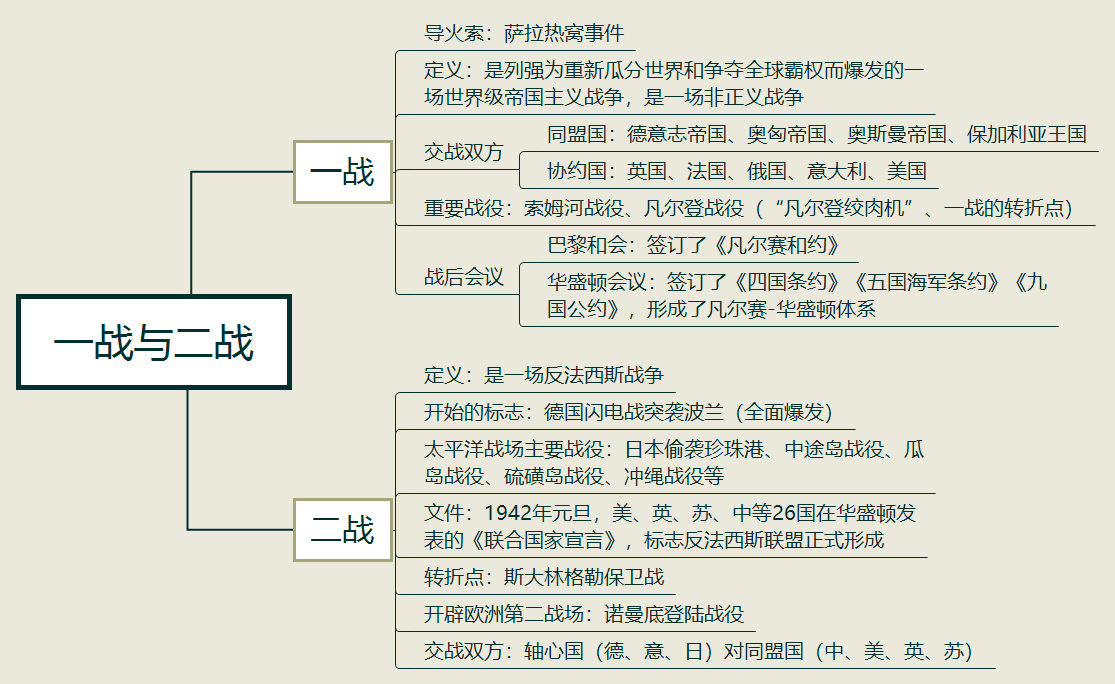 一战与二战
一战
导火索：萨拉热窝事件
定义：是列强为重新瓜分世界和争夺全球霸权而爆发的一
场世界级帝国主义战争，是一场非正义战争
交战双方
同盟国：德意志帝国、奥匈帝国、奥斯曼帝国、保加利亚王国
协约国：英国、法国、俄国、意大利、美国
重要战役：索姆河战役、凡尔登战役（“凡尔登绞肉机”、一战的转折点）
战后会议
巴黎和会：签订了《凡尔赛和约》
华盛顿会议：签订了《四国条约》《五国海军条约》《九
国公约》，形成了凡尔赛-华盛顿体系
二战
定义：是一场反法西斯战争
开始的标志：德国闪电战突袭波兰（全面爆发）
太平洋战场主要战役：日本偷袭珍珠港、中途岛战役、瓜
岛战役、硫磺岛战役、冲绳战役等
文件：1942年元旦，美、英、苏、中等26国在华盛顿发
表的《联合国家宣言》，标志反法西斯联盟正式形成
转折点：斯大林格勒保卫战
开辟欧洲第二战场：诺曼底登陆战役
交战双方：轴心国（德、意、日）对同盟国（中、美、英、苏）